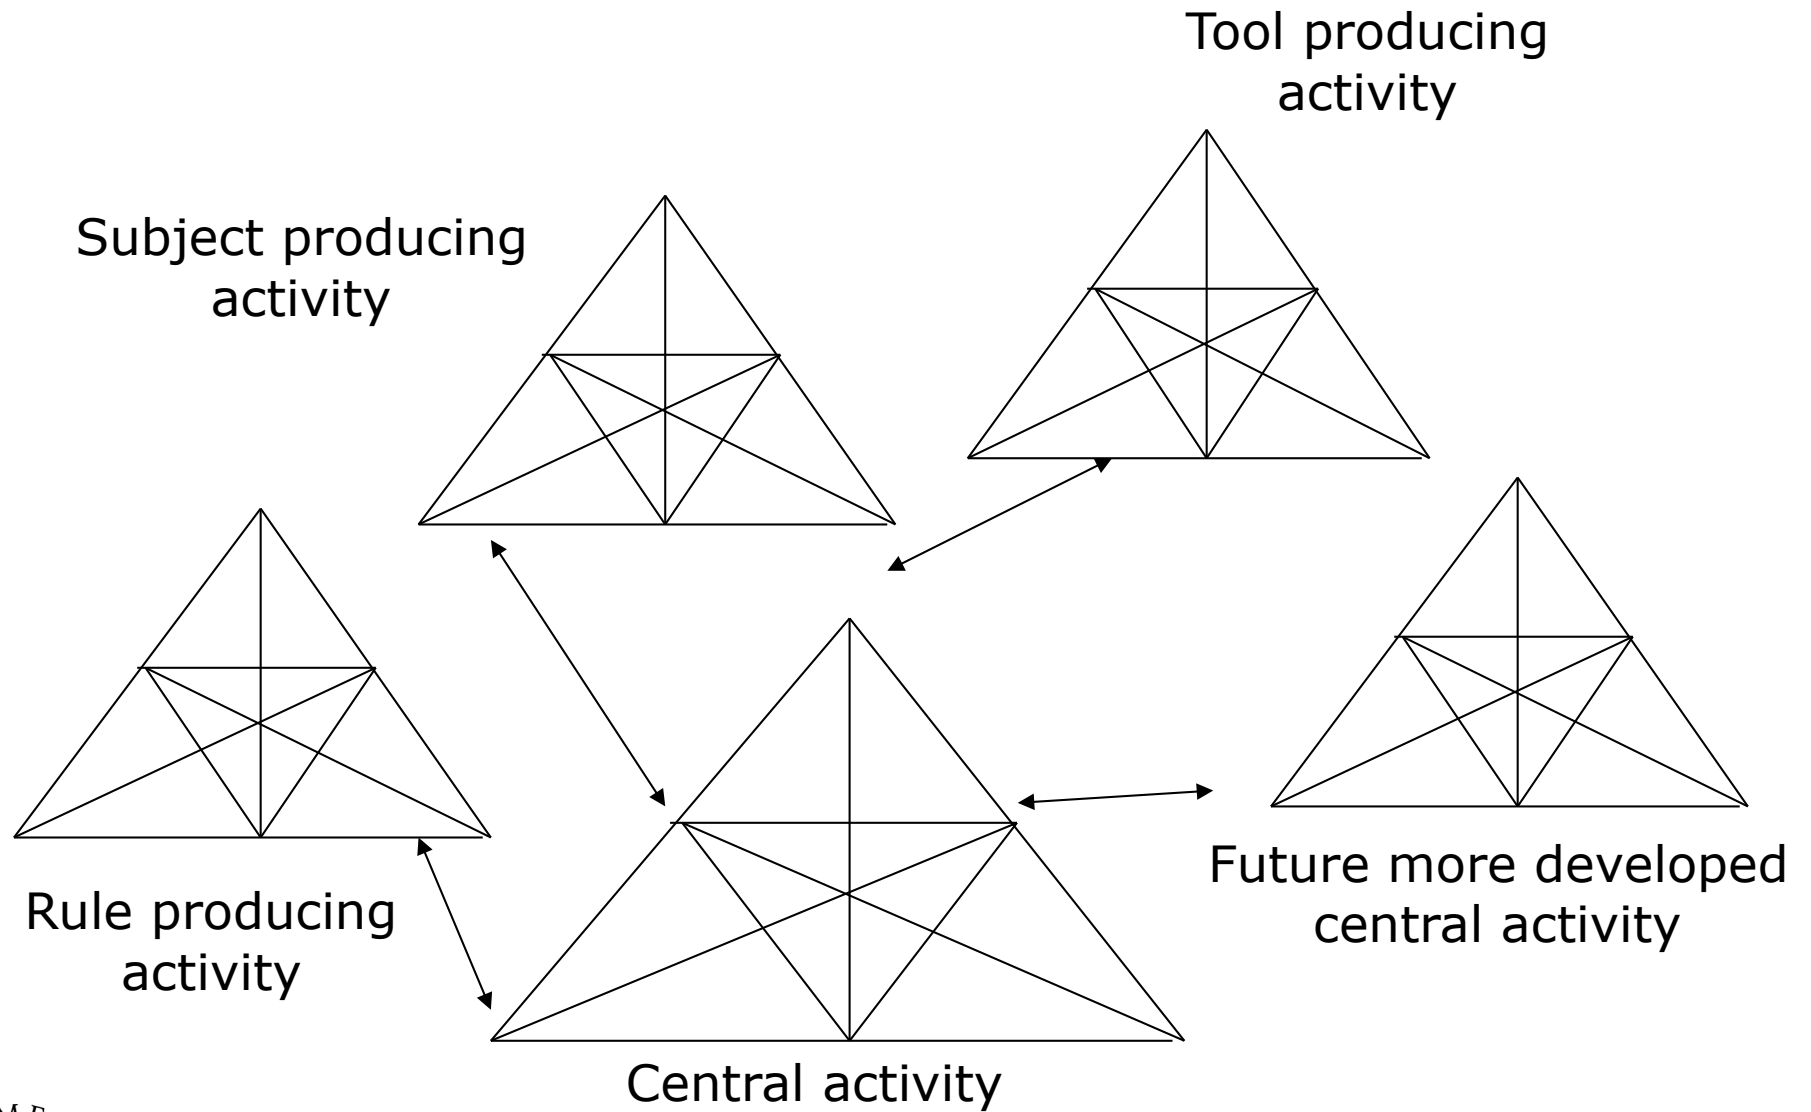 Tool producing
activity
Subject producing
activity
Future more developed
central activity
Rule producing
activity
Central activity